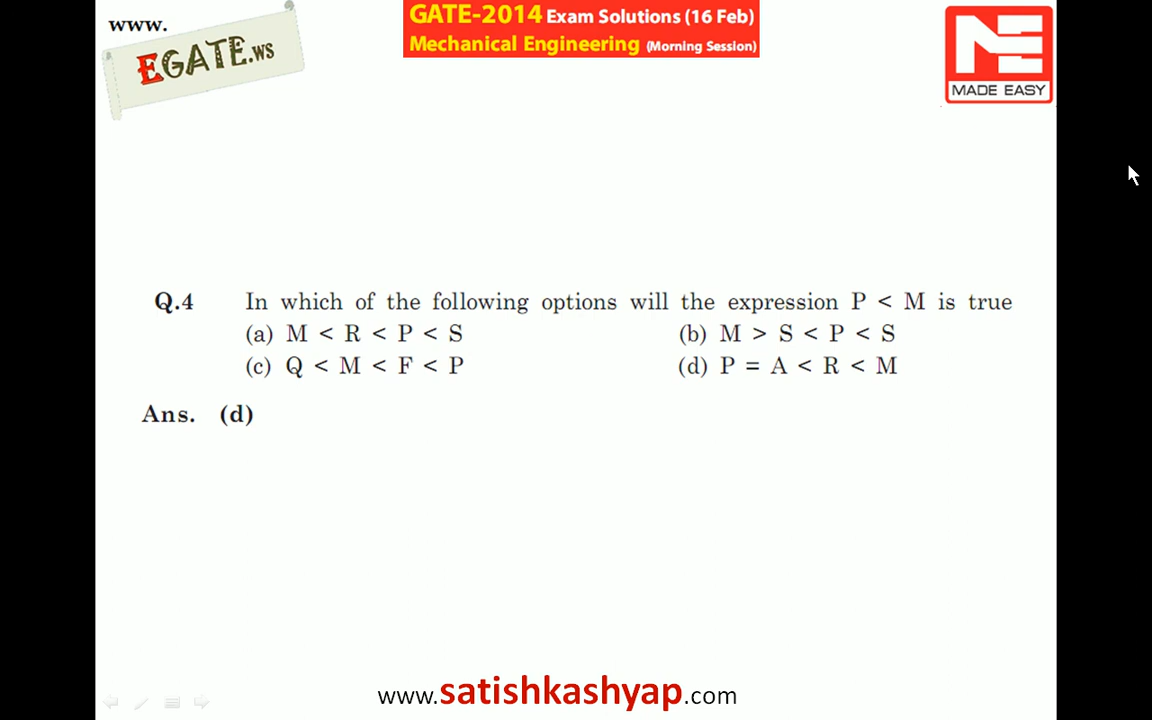 www.
EGATE.ws
GATE-2014 Exam Solutions (16 Feb)
Mechanical Engineering (Morning Session)
ME
MADE EASY
Q.4 In which of the following options will the expression P < M is true
(a) M < R < P < S (b) M > S < P < S
(c) Q < M < F < P (d) P = A < R < M
Ans. (d)
www.satishkashyap.com